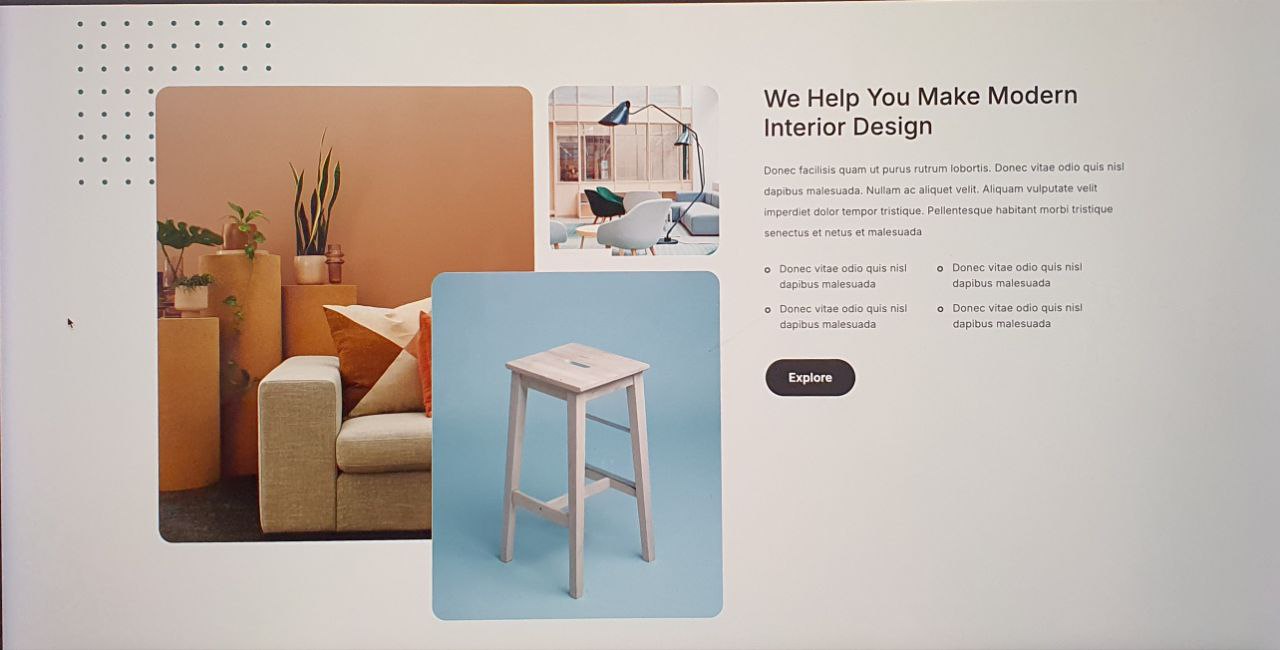 We Help You Make Modern
Interior Design
Donec facilisis quam ut purus rutrum lobortis. Donec vitae odio quis nisl
dapibus malesuada. Nullam ac aliquet velit. Aliquam vulputate velit
imperdiet dolor tempor tristique. Pellentesque habitant morbi tristique
senectus et netus et malesuada
Donec vitae odio quis nisl
dapibus malesuada
Donec vitae odio quis nisl
dapibus malesuada
Donec vitae odio quis nisl
dapibus malesuada
Donec vitae odio quis nisl
dapibus malesuada
Explore